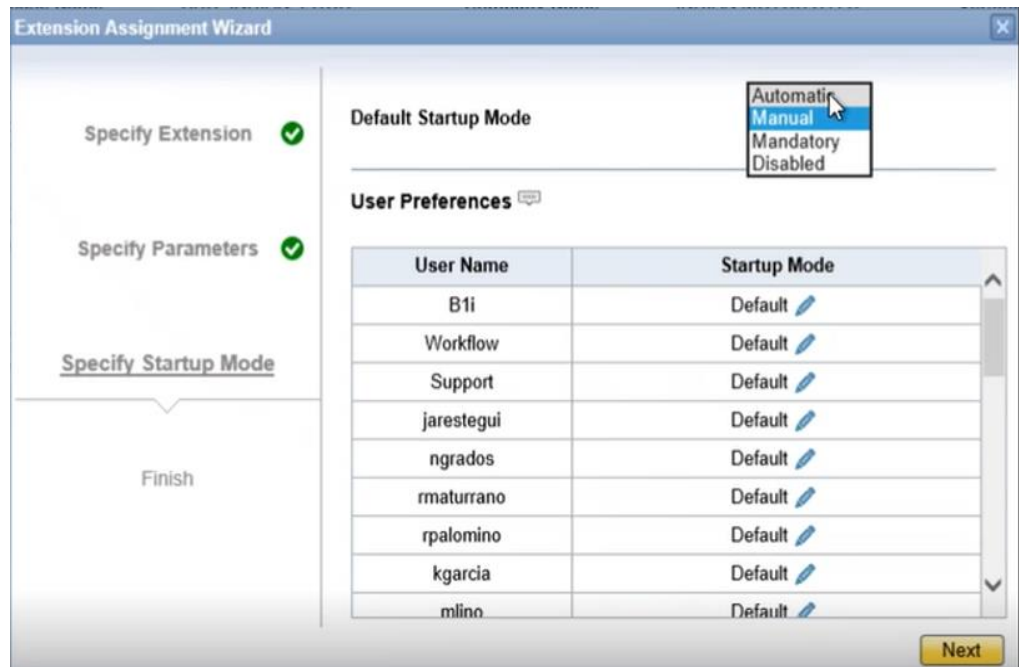 Extension Assignment Wizard
Specify Extension
Specify Parameters
Specify Startup Mode
Finish
Default Startup Mode
Automatic
Manual
Mandatory
Disabled
User Preferences
User Name Startup Mode
B1i Default
Workflow Default
Support Default
jarestegui Default
ngrados Default
rmaturrano Default
rpalomino Default
kgarcia Default
mlino Default
Next